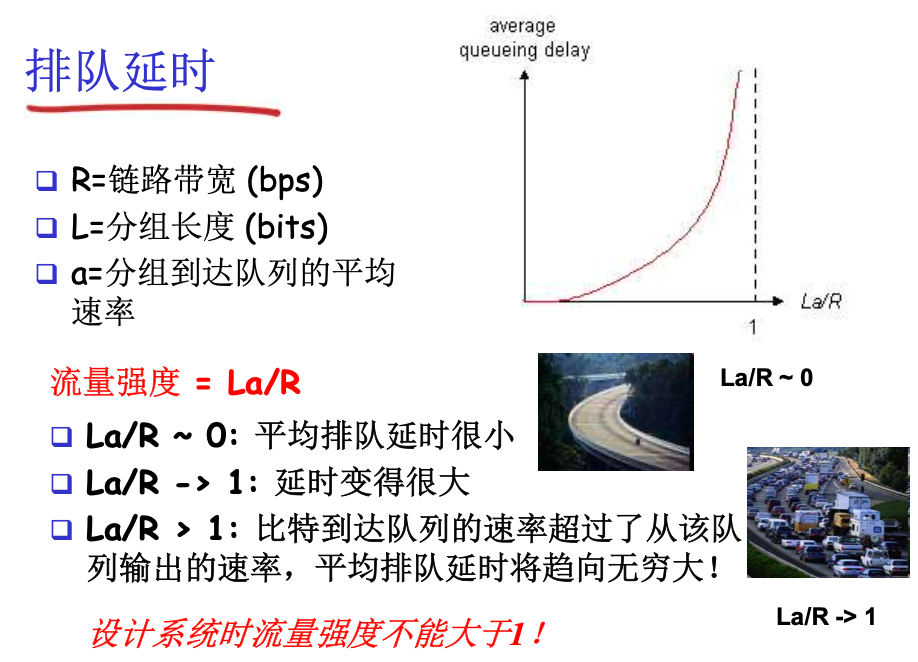 排队延时
average
queueing delay
La/R
1
R=链路带宽 (bps)
L=分组长度 (bits)
a=分组到达队列的平均
速率
流量强度 = La/R
La/R ~ 0: 平均排队延时很小
La/R -> 1: 延时变得很大
La/R > 1: 比特到达队列的速率超过了从该队
列输出的速率，平均排队延时将趋向无穷大！
设计系统时流量强度不能大于1！
La/R ~ 0
La/R -> 1